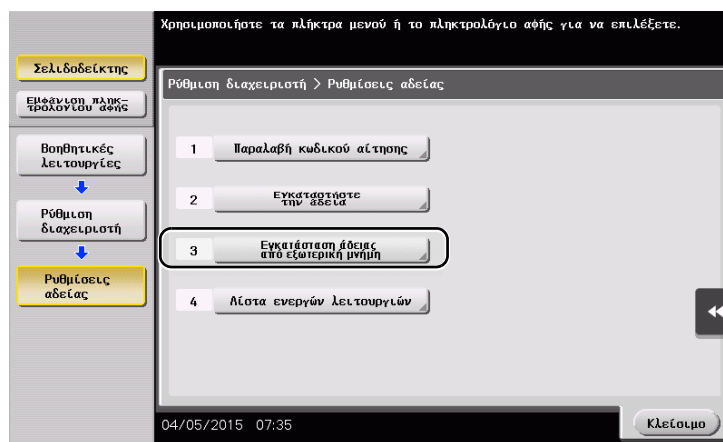 Χρησιμοποιήστε τα πλήκτρα μενού ή το πληκτρολόγιο αφής για να επιλέξετε.
Σελιδοδείκτης
Εμφάνιση πληκ-
τρολογίου αφής
Βοηθητικές
λειτουργίες
Ρύθμιση
διαχειριστή
Ρυθμίσεις
αδείας
Ρύθμιση διαχειριστή > Ρυθμίσεις αδείας
1 Παραλαβή κωδικού αίτησης
2 Εγκαταστήστε
την άδεια
3 Εγκατάσταση άδειας
από εξωτερική μνήμη
4 Λίστα ενεργών λειτουργιών
04/05/2015 07:35
Κλείσιμο